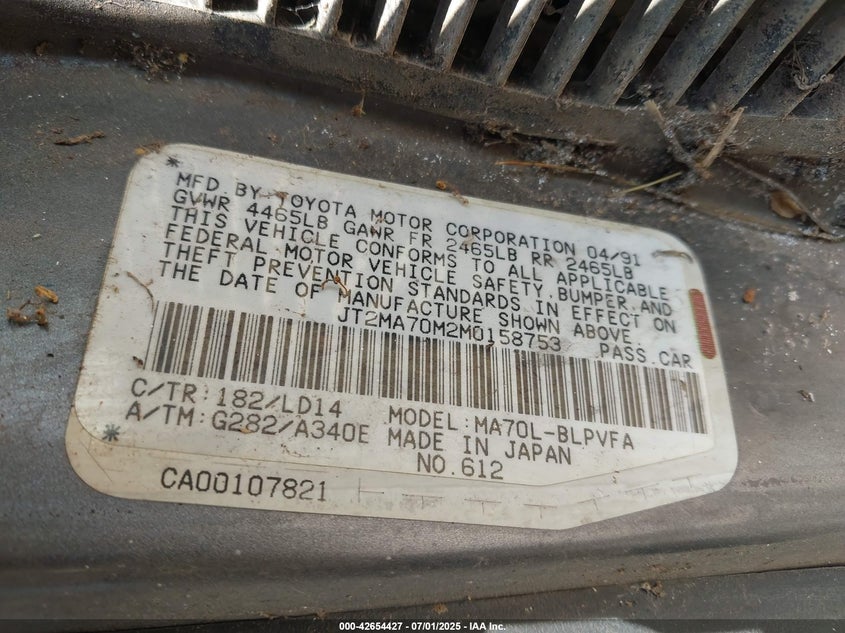 MFD.BY TOYOTA MOTOR CORPORATION 04/91
GVWR 4465LB GAWR FR 2465LB RR 2465LB
THIS VEHICLE CONFORMS TO ALL APPLICABLE
FEDERAL MOTOR VEHICLE SAFETY,BUMPER,AND
THEFT PREVENTION STANDARDS IN EFFECT ON
THE DATE OF MANUFACTURE SHOWN ABOVE.
JT2MA70M2M0158753 PASS.CAR
C/TR:182/LD14 MODEL:MA70L-BLPVFA
A/TM:G282/A340E MADE IN JAPAN
NO.612
CA00107821
000-42654427 - 07/01/2025 - IAA Inc.